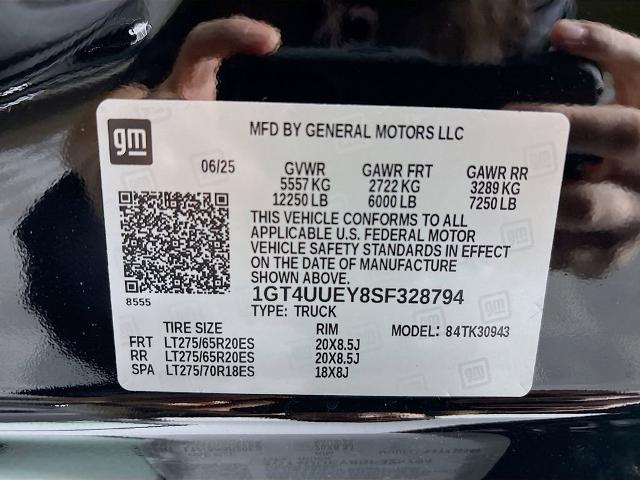 gm
MFD BY GENERAL MOTORS LLC
06/25 GVWR GAWR FRT GAWR RR
5557 KG 2722 KG 3289 KG
12250 LB 6000 LB 7250 LB
THIS VEHICLE CONFORMS TO ALL
APPLICABLE U.S. FEDERAL MOTOR
VEHICLE SAFETY STANDARDS IN EFFECT
ON THE DATE OF MANUFACTURE
SHOWN ABOVE.
8555
1GT4UUEY8SF328794
TYPE: TRUCK
TIRE SIZE RIM MODEL: 84TK30943
FRT LT275/65R20ES 20X8.5J
RR LT275/65R20ES 20X8.5J
SPA LT275/70R18ES 18X8J